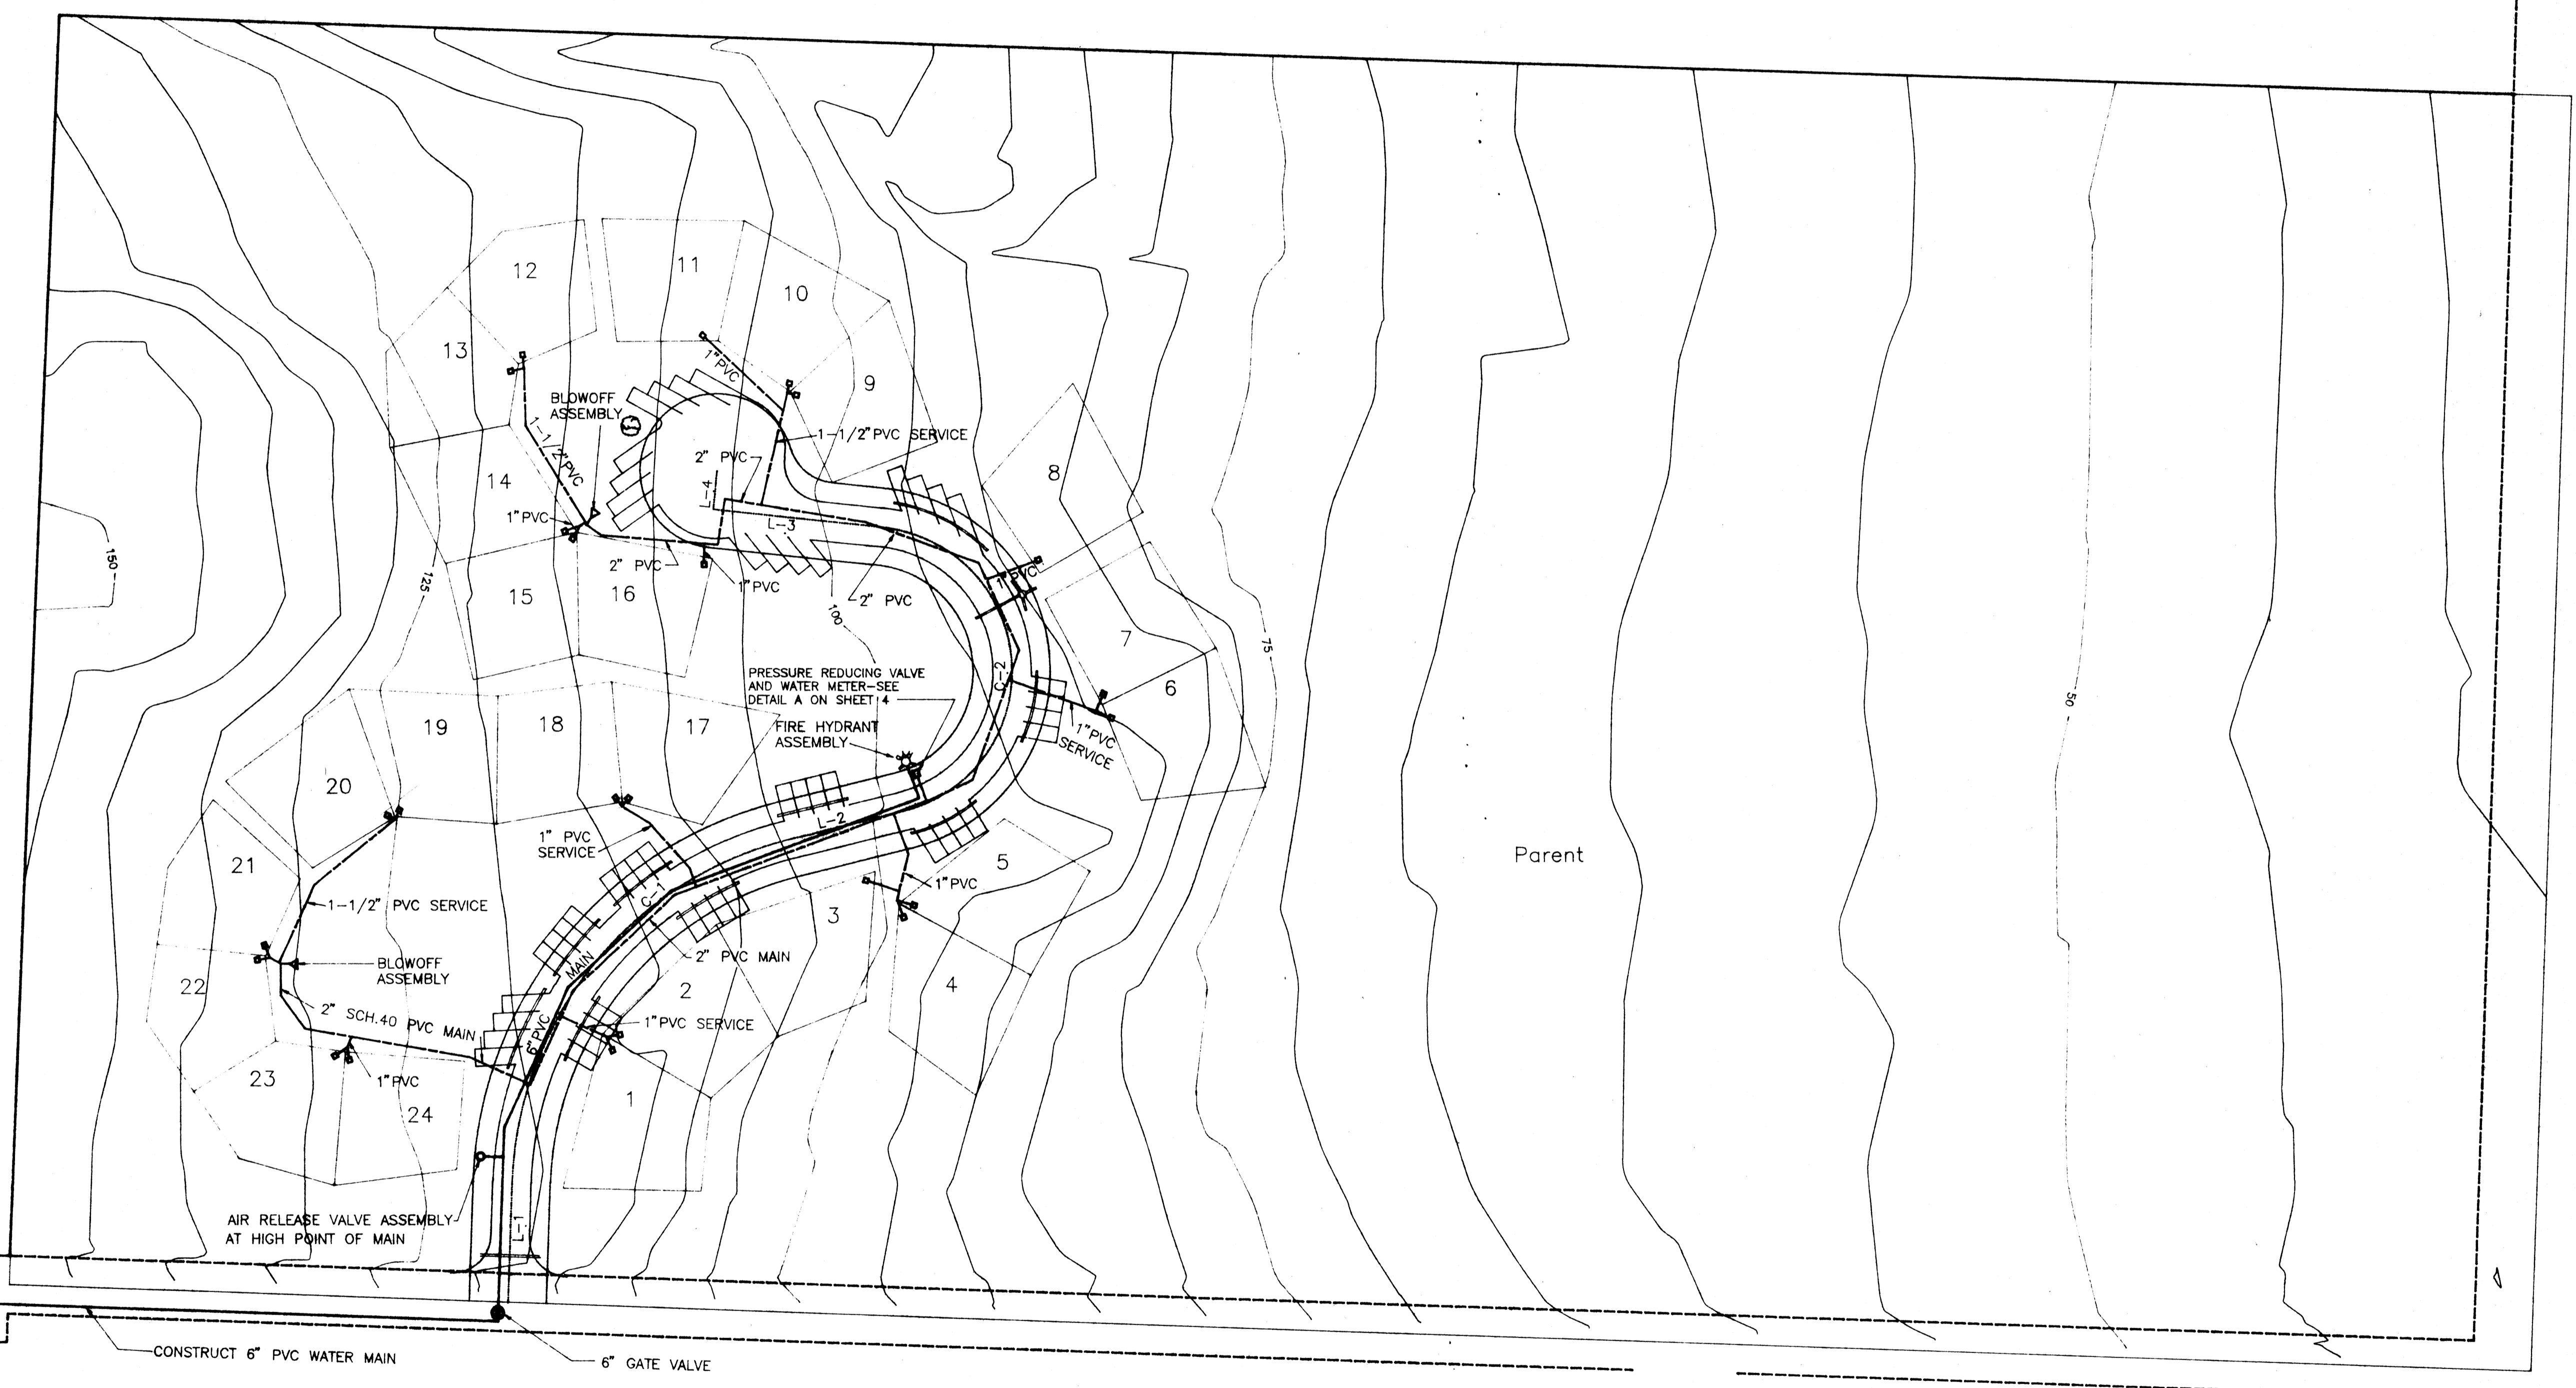 12
11
10
13
9
1" PVC
BLOWOFF
ASSEMBLY
1-1/2" PVC SERVICE
1-1/2" PVC
2" PVC
8
14
L-4
1" PVC
L-3
150
125
2" PVC
1" PVC
1" PVC
15
16
2" PVC
100
7
75
PRESSURE REDUCING VALVE
AND WATER METER-SEE
DETAIL A ON SHEET 4
C-2
6
50
19
18
17
FIRE HYDRANT
ASSEMBLY
1" PVC
SERVICE
20
L-2
1" PVC
SERVICE
5
Parent
21
1" PVC
C-1
1-1/2" PVC SERVICE
3
2" PVC MAIN
BLOWOFF
ASSEMBLY
MAIN
22
2
4
2" SCH.40 PVC MAIN
1" PVC SERVICE
6" PVC
23
1" PVC
24
1
AIR RELEASE VALVE ASSEMBLY
AT HIGH POINT OF MAIN
L-1
CONSTRUCT 6" PVC WATER MAIN
6" GATE VALVE